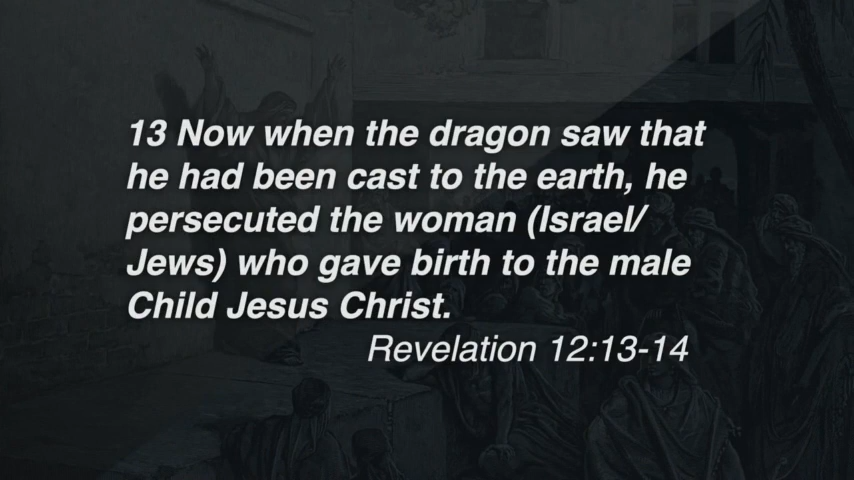 13 Now when the dragon saw that
he had been cast to the earth, he
persecuted the woman (Israel/
Jews) who gave birth to the male
Child Jesus Christ.
Revelation 12:13-14